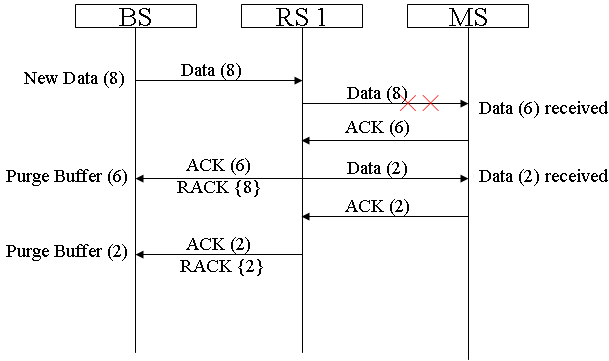 BS RS 1 MS
New Data (8) Data (8)
Data (8)
Data (6) received
ACK (6)
Purge Buffer (6) ACK (6) Data (2) Data (2) received
RACK {8}
ACK (2)
Purge Buffer (2) ACK (2)
RACK {2}